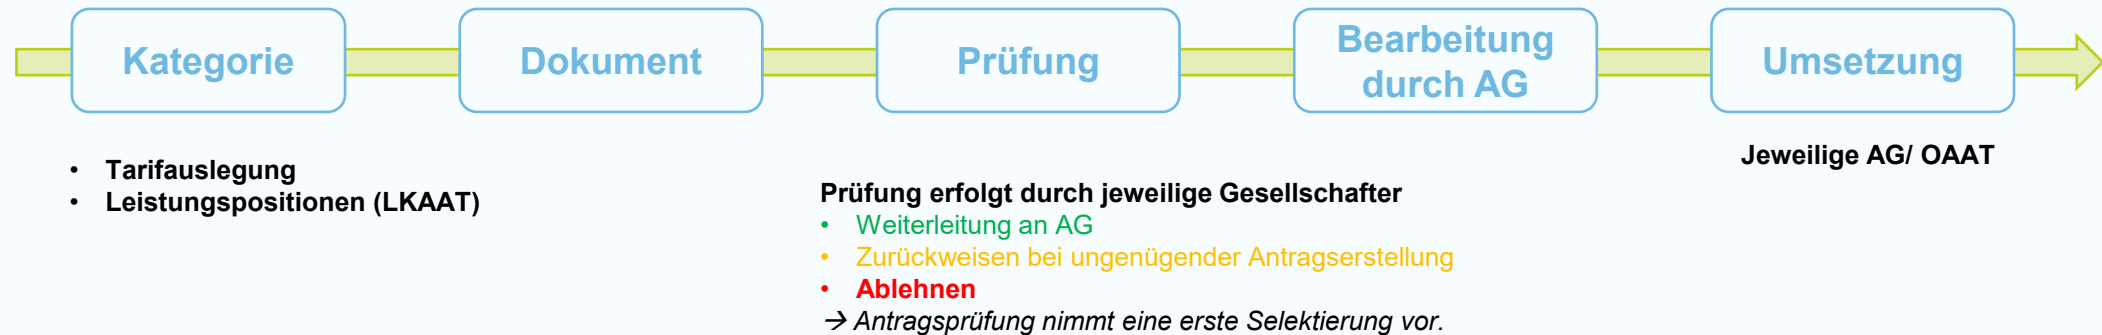 Kategorie
Dokument
Prüfung
Bearbeitung
durch AG
Umsetzung
• Tarifauslegung
• Leistungspositionen (LKAAT)
Prüfung erfolgt durch jeweilige Gesellschafter
• Weiterleitung an AG
• Zurückweisen bei ungenügender Antragserstellung
• Ablehnen
→ Antragsprüfung nimmt eine erste Selektierung vor.
Jeweilige AG/ OAAT